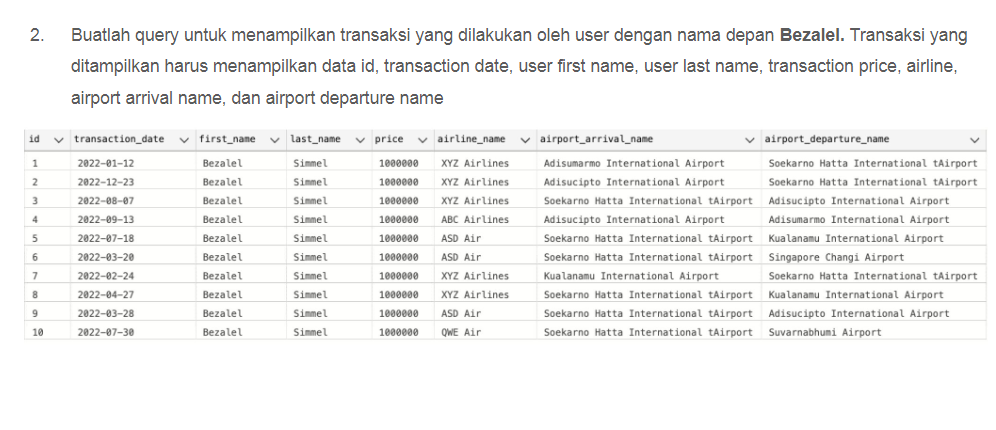 2. Buatlah query untuk menampilkan transaksi yang dilakukan oleh user dengan nama depan Bezalel. Transaksi yang
ditampilkan harus menampilkan data id, transaction date, user first name, user last name, transaction price, airline,
airport arrival name, dan airport departure name
id transaction_date first_name last_name price airline_name airport_arrival_name airport_departure_name
1 2022-01-12 Bezalel Simmel 1000000 XYZ Airlines Adisumarmo International Airport Soekarno Hatta International tAirport
2 2022-12-23 Bezalel Simmel 1000000 XYZ Airlines Adisucipto International Airport Soekarno Hatta International tAirport
3 2022-08-07 Bezalel Simmel 1000000 XYZ Airlines Soekarno Hatta International tAirport Adisucipto International Airport
4 2022-09-13 Bezalel Simmel 1000000 ABC Airlines Adisucipto International Airport Adisumarmo International Airport
5 2022-07-18 Bezalel Simmel 1000000 ASD Air Soekarno Hatta International tAirport Kualanamu International Airport
6 2022-03-20 Bezalel Simmel 1000000 ASD Air Soekarno Hatta International tAirport Singapore Changi Airport
7 2022-02-24 Bezalel Simmel 1000000 XYZ Airlines Kualanamu International Airport Soekarno Hatta International tAirport
8 2022-04-27 Bezalel Simmel 1000000 XYZ Airlines Soekarno Hatta International tAirport Kualanamu International Airport
9 2022-03-28 Bezalel Simmel 1000000 ASD Air Soekarno Hatta International tAirport Adisucipto International Airport
10 2022-07-30 Bezalel Simmel 1000000 QWE Air Soekarno Hatta International tAirport Suvarnabhumi Airport